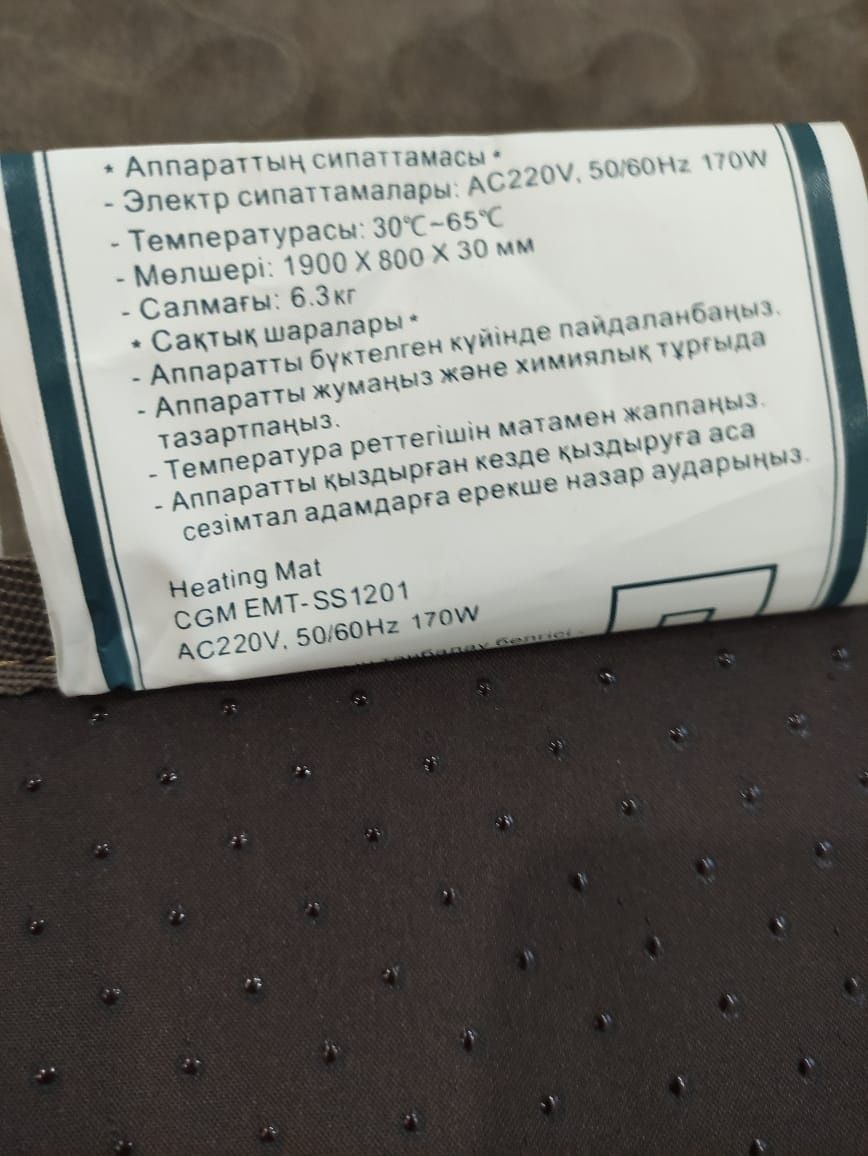 * Аппараттың сипаттамасы *
- Электр сипаттамалары: AC220V, 50/60Hz 170W
- Температурасы: 30℃~65℃
- Мөлшері: 1900 X 800 X 30 мм
- Салмағы: 6.3кг
* Сақтық шаралары *
- Аппаратты бүктелген күйінде пайдаланбаңыз.
- Аппаратты жумаңыз және химиялық тұрғыда
тазартпаңыз.
- Температура реттегішін матамен жаппаңыз.
- Аппаратты қыздырған кезде қыздыруға аса
сезімтал адамдарға ерекше назар аударыңыз.
Heating Mat
CGM EMT-SS1201
AC220V, 50/60Hz 170W
таңбалау белгісі